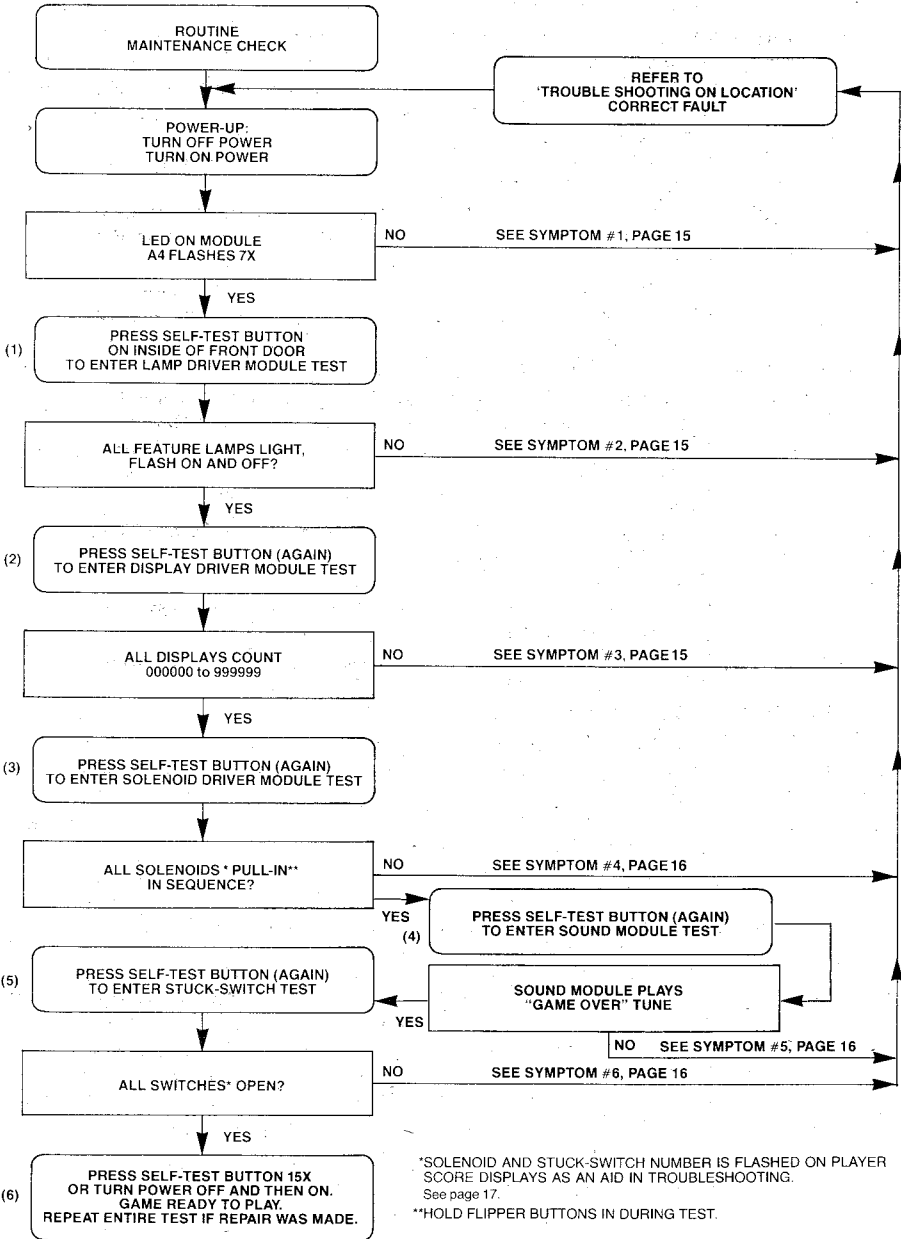 ROUTINE
MAINTENANCE CHECK
REFER TO
'TROUBLE SHOOTING ON LOCATION'
CORRECT FAULT
POWER-UP:
TURN OFF POWER
TURN ON POWER
LED ON MODULE
A4 FLASHES 7X
NO
SEE SYMPTOM #1, PAGE 15
YES
(1)
PRESS SELF-TEST BUTTON
ON INSIDE OF FRONT DOOR
TO ENTER LAMP DRIVER MODULE TEST
ALL FEATURE LAMPS LIGHT,
FLASH ON AND OFF?
NO
SEE SYMPTOM #2, PAGE 15
YES
(2)
PRESS SELF-TEST BUTTON (AGAIN)
TO ENTER DISPLAY DRIVER MODULE TEST
ALL DISPLAYS COUNT
000000 to 999999
NO
SEE SYMPTOM #3, PAGE 15
YES
(3)
PRESS SELF-TEST BUTTON (AGAIN)
TO ENTER SOLENOID DRIVER MODULE TEST
ALL SOLENOIDS * PULL-IN**
IN SEQUENCE?
NO
SEE SYMPTOM #4, PAGE 16
YES
(4)
PRESS SELF-TEST BUTTON (AGAIN)
TO ENTER SOUND MODULE TEST
SOUND MODULE PLAYS
"GAME OVER" TUNE
YES
NO
SEE SYMPTOM #5, PAGE 16
(5)
PRESS SELF-TEST BUTTON (AGAIN)
TO ENTER STUCK-SWITCH TEST
ALL SWITCHES* OPEN?
NO
SEE SYMPTOM #6, PAGE 16
YES
(6)
PRESS SELF-TEST BUTTON 15X
OR TURN POWER OFF AND THEN ON.
GAME READY TO PLAY.
REPEAT ENTIRE TEST IF REPAIR WAS MADE.
*SOLENOID AND STUCK-SWITCH NUMBER IS FLASHED ON PLAYER
SCORE DISPLAYS AS AN AID IN TROUBLESHOOTING.
See page 17.
**HOLD FLIPPER BUTTONS IN DURING TEST.